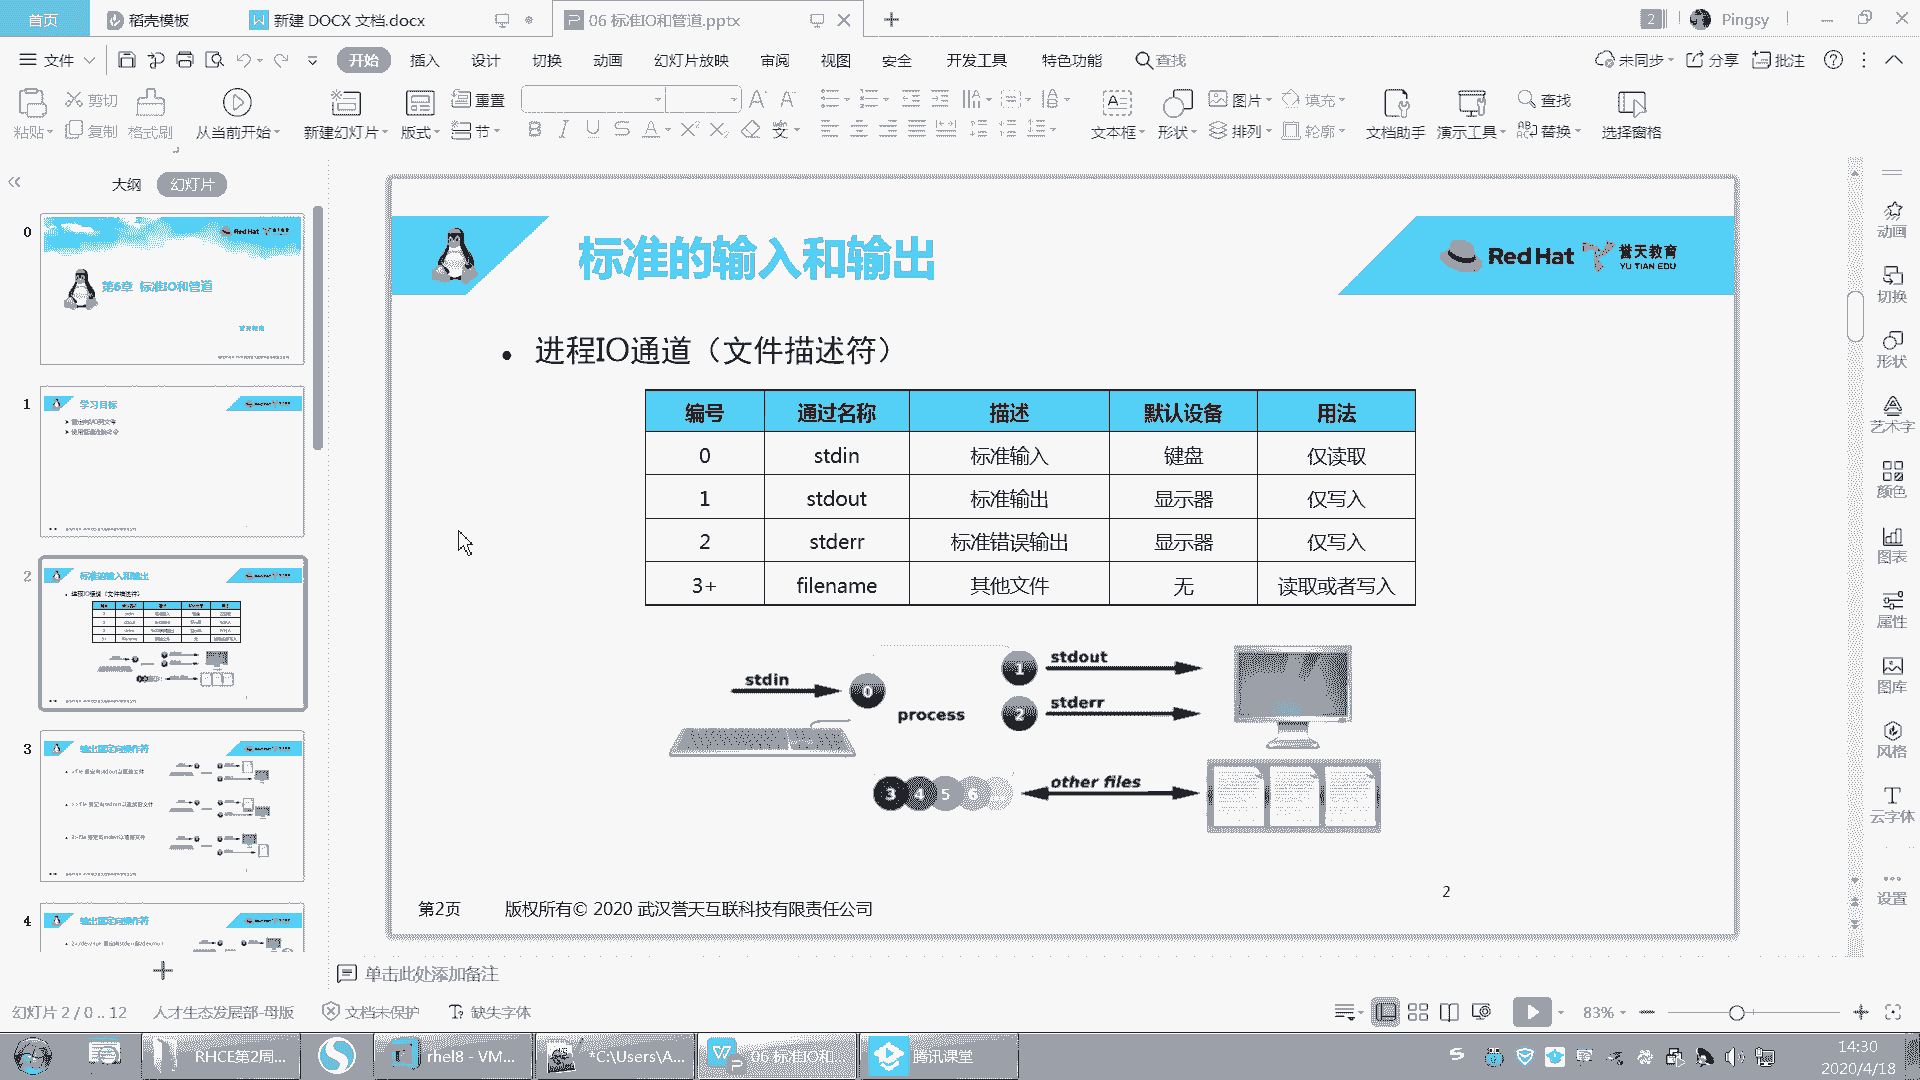 首页
稻壳模板
新建 DOCX 文档.docx
06 标准IO和管道.pptx
2
Pingsy
文件
开始
插入
设计
切换
动画
幻灯片放映
审阅
视图
安全
开发工具
特色功能
查找
未同步
分享
批注
粘贴
剪切
复制
格式刷
从当前开始
新建幻灯片
版式
重置
节
文本框
形状
图片
排列
填充
轮廓
文档助手
演示工具
查找
替换
选择窗格
大纲
幻灯片
0
RedHat
第6章 标准IO和管道
誉天教育
1
学习目标
2
标准的输入和输出
进程IO通道（文件描述符）
3
输出重定向操作符
4
输出重定向操作符
标准的输入和输出
Red Hat
誉天教育
YU TIAN EDU
• 进程IO通道（文件描述符）
编号 通过名称 描述 默认设备 用法
0 stdin 标准输入 键盘 仅读取
1 stdout 标准输出 显示器 仅写入
2 stderr 标准错误输出 显示器 仅写入
3+ filename 其他文件 无 读取或者写入
stdin
0
process
1
stdout
2
stderr
3 4 5 6
other files
第2页
版权所有© 2020 武汉誉天互联科技有限责任公司
2
单击此处添加备注
动画
切换
形状
艺术字
颜色
图表
属性
图库
风格
云字体
设置
幻灯片 2 / 0 .. 12
人才生态发展部-母版
文档未保护
缺失字体
83%
RHCE第2周...
rhel8 - VM...
*C:\Users\A...
06 标准IO和...
腾讯课堂
14:30
2020/4/18